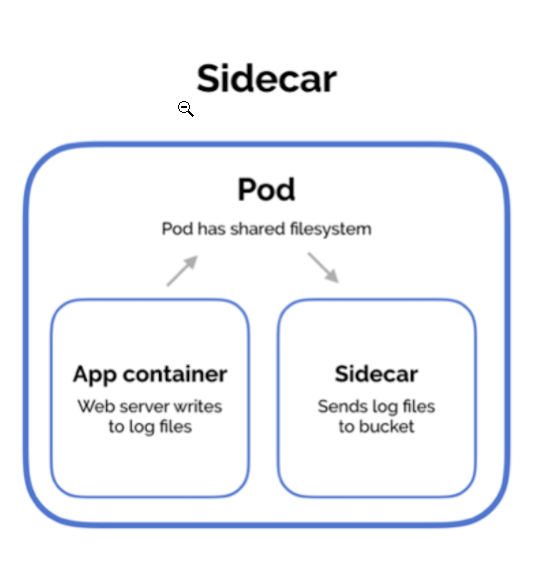 Sidecar
Pod
Pod has shared filesystem
App container
Web server writes
to log files
Sidecar
Sends log files
to bucket